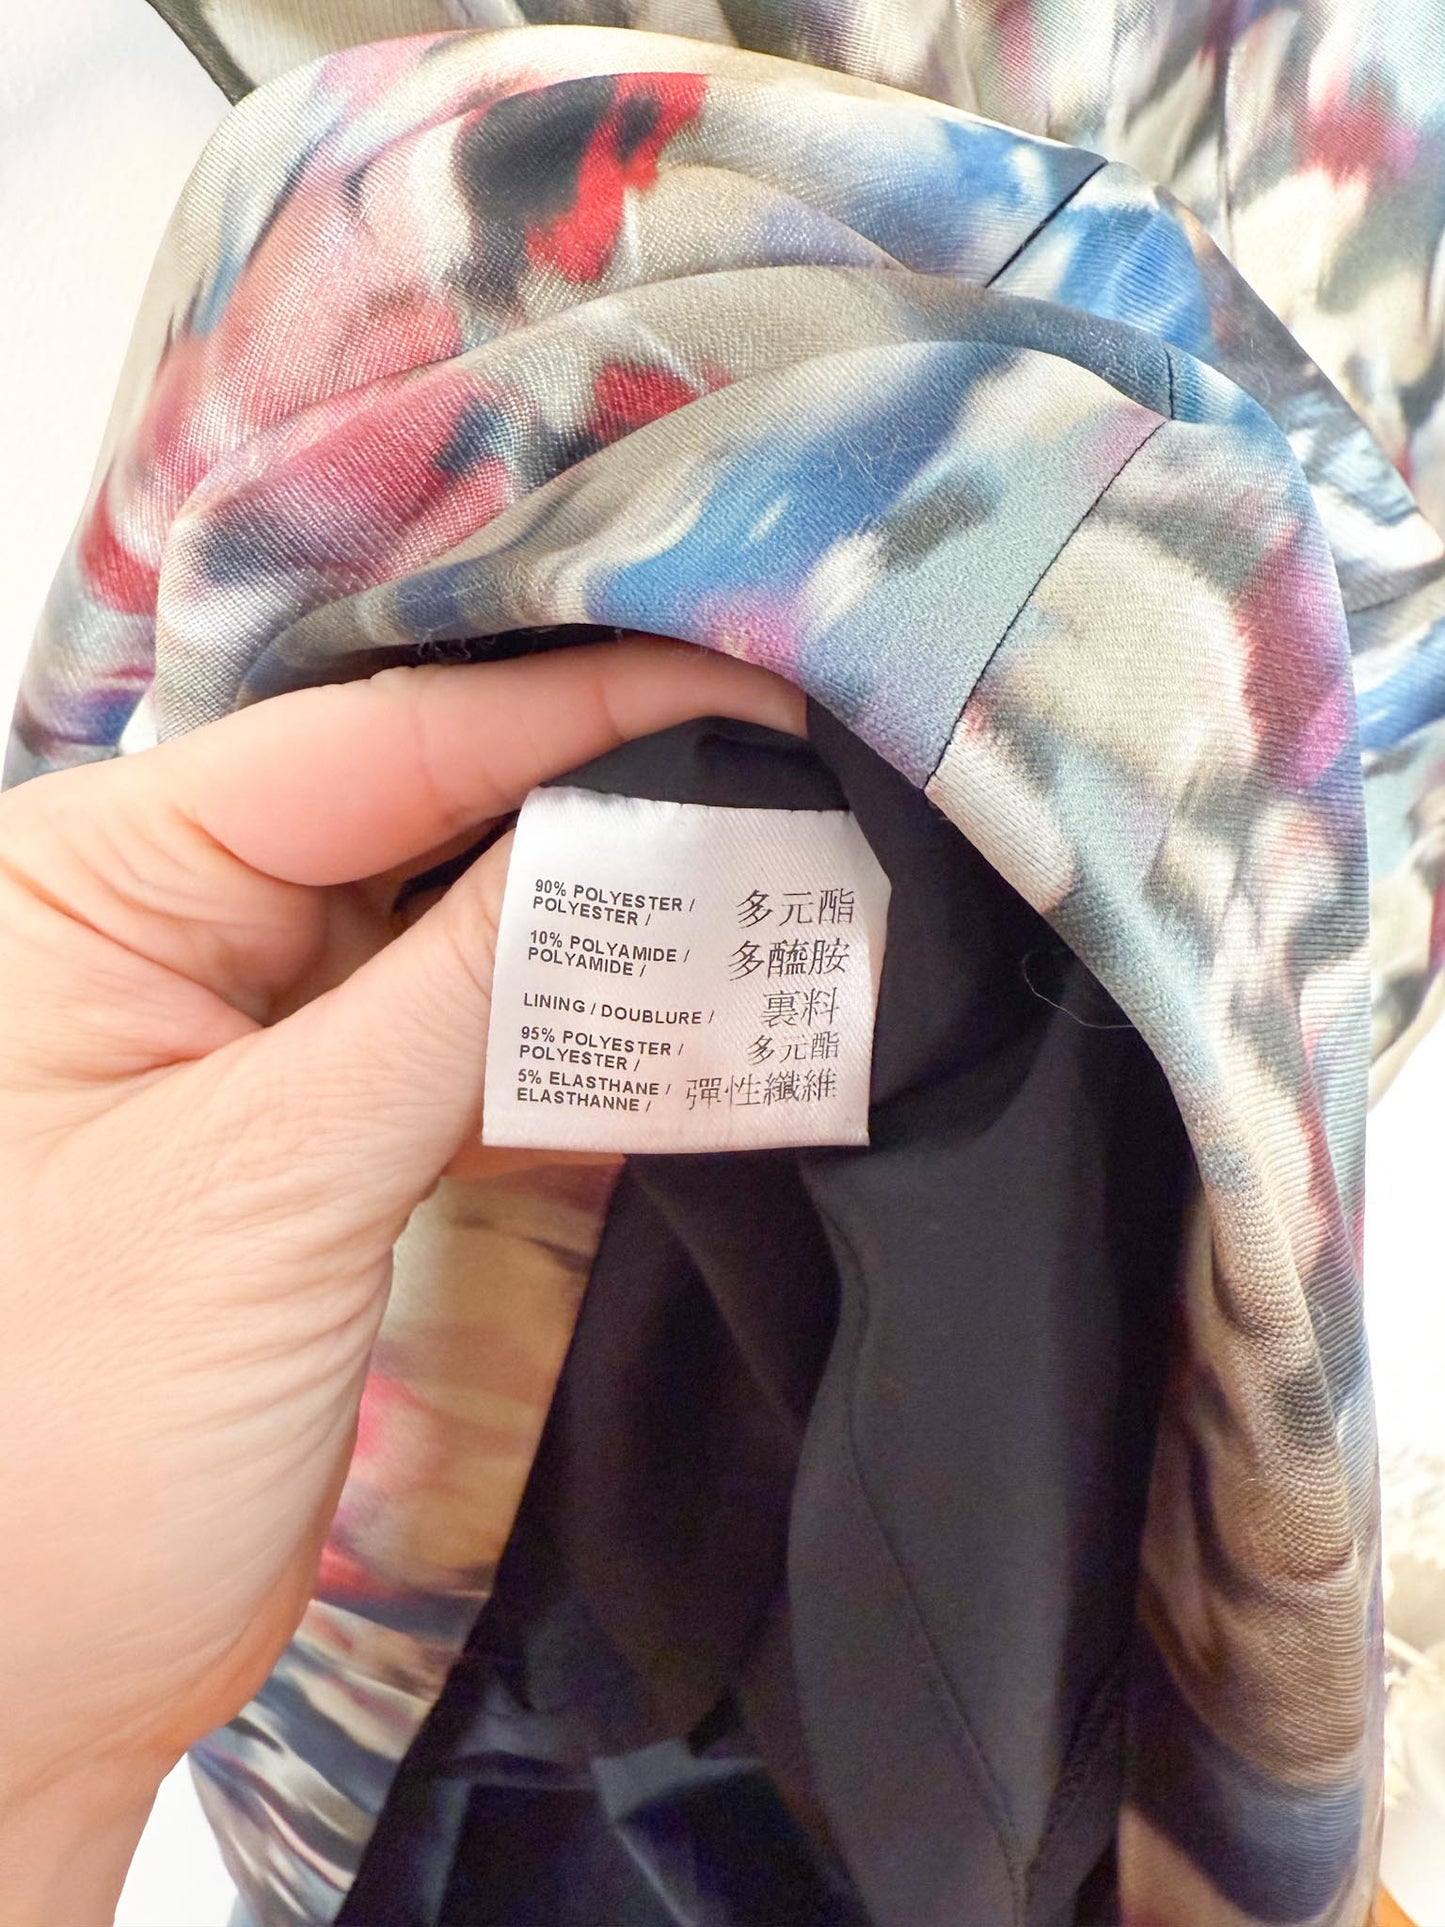 90% POLYESTER /
POLYESTER / 多元酯
10% POLYAMIDE /
POLYAMIDE / 多醯胺
LINING / DOUBLURE / 裏料
95% POLYESTER /
POLYESTER / 多元酯
5% ELASTHANE /
ELASTHANNE / 彈性纖維